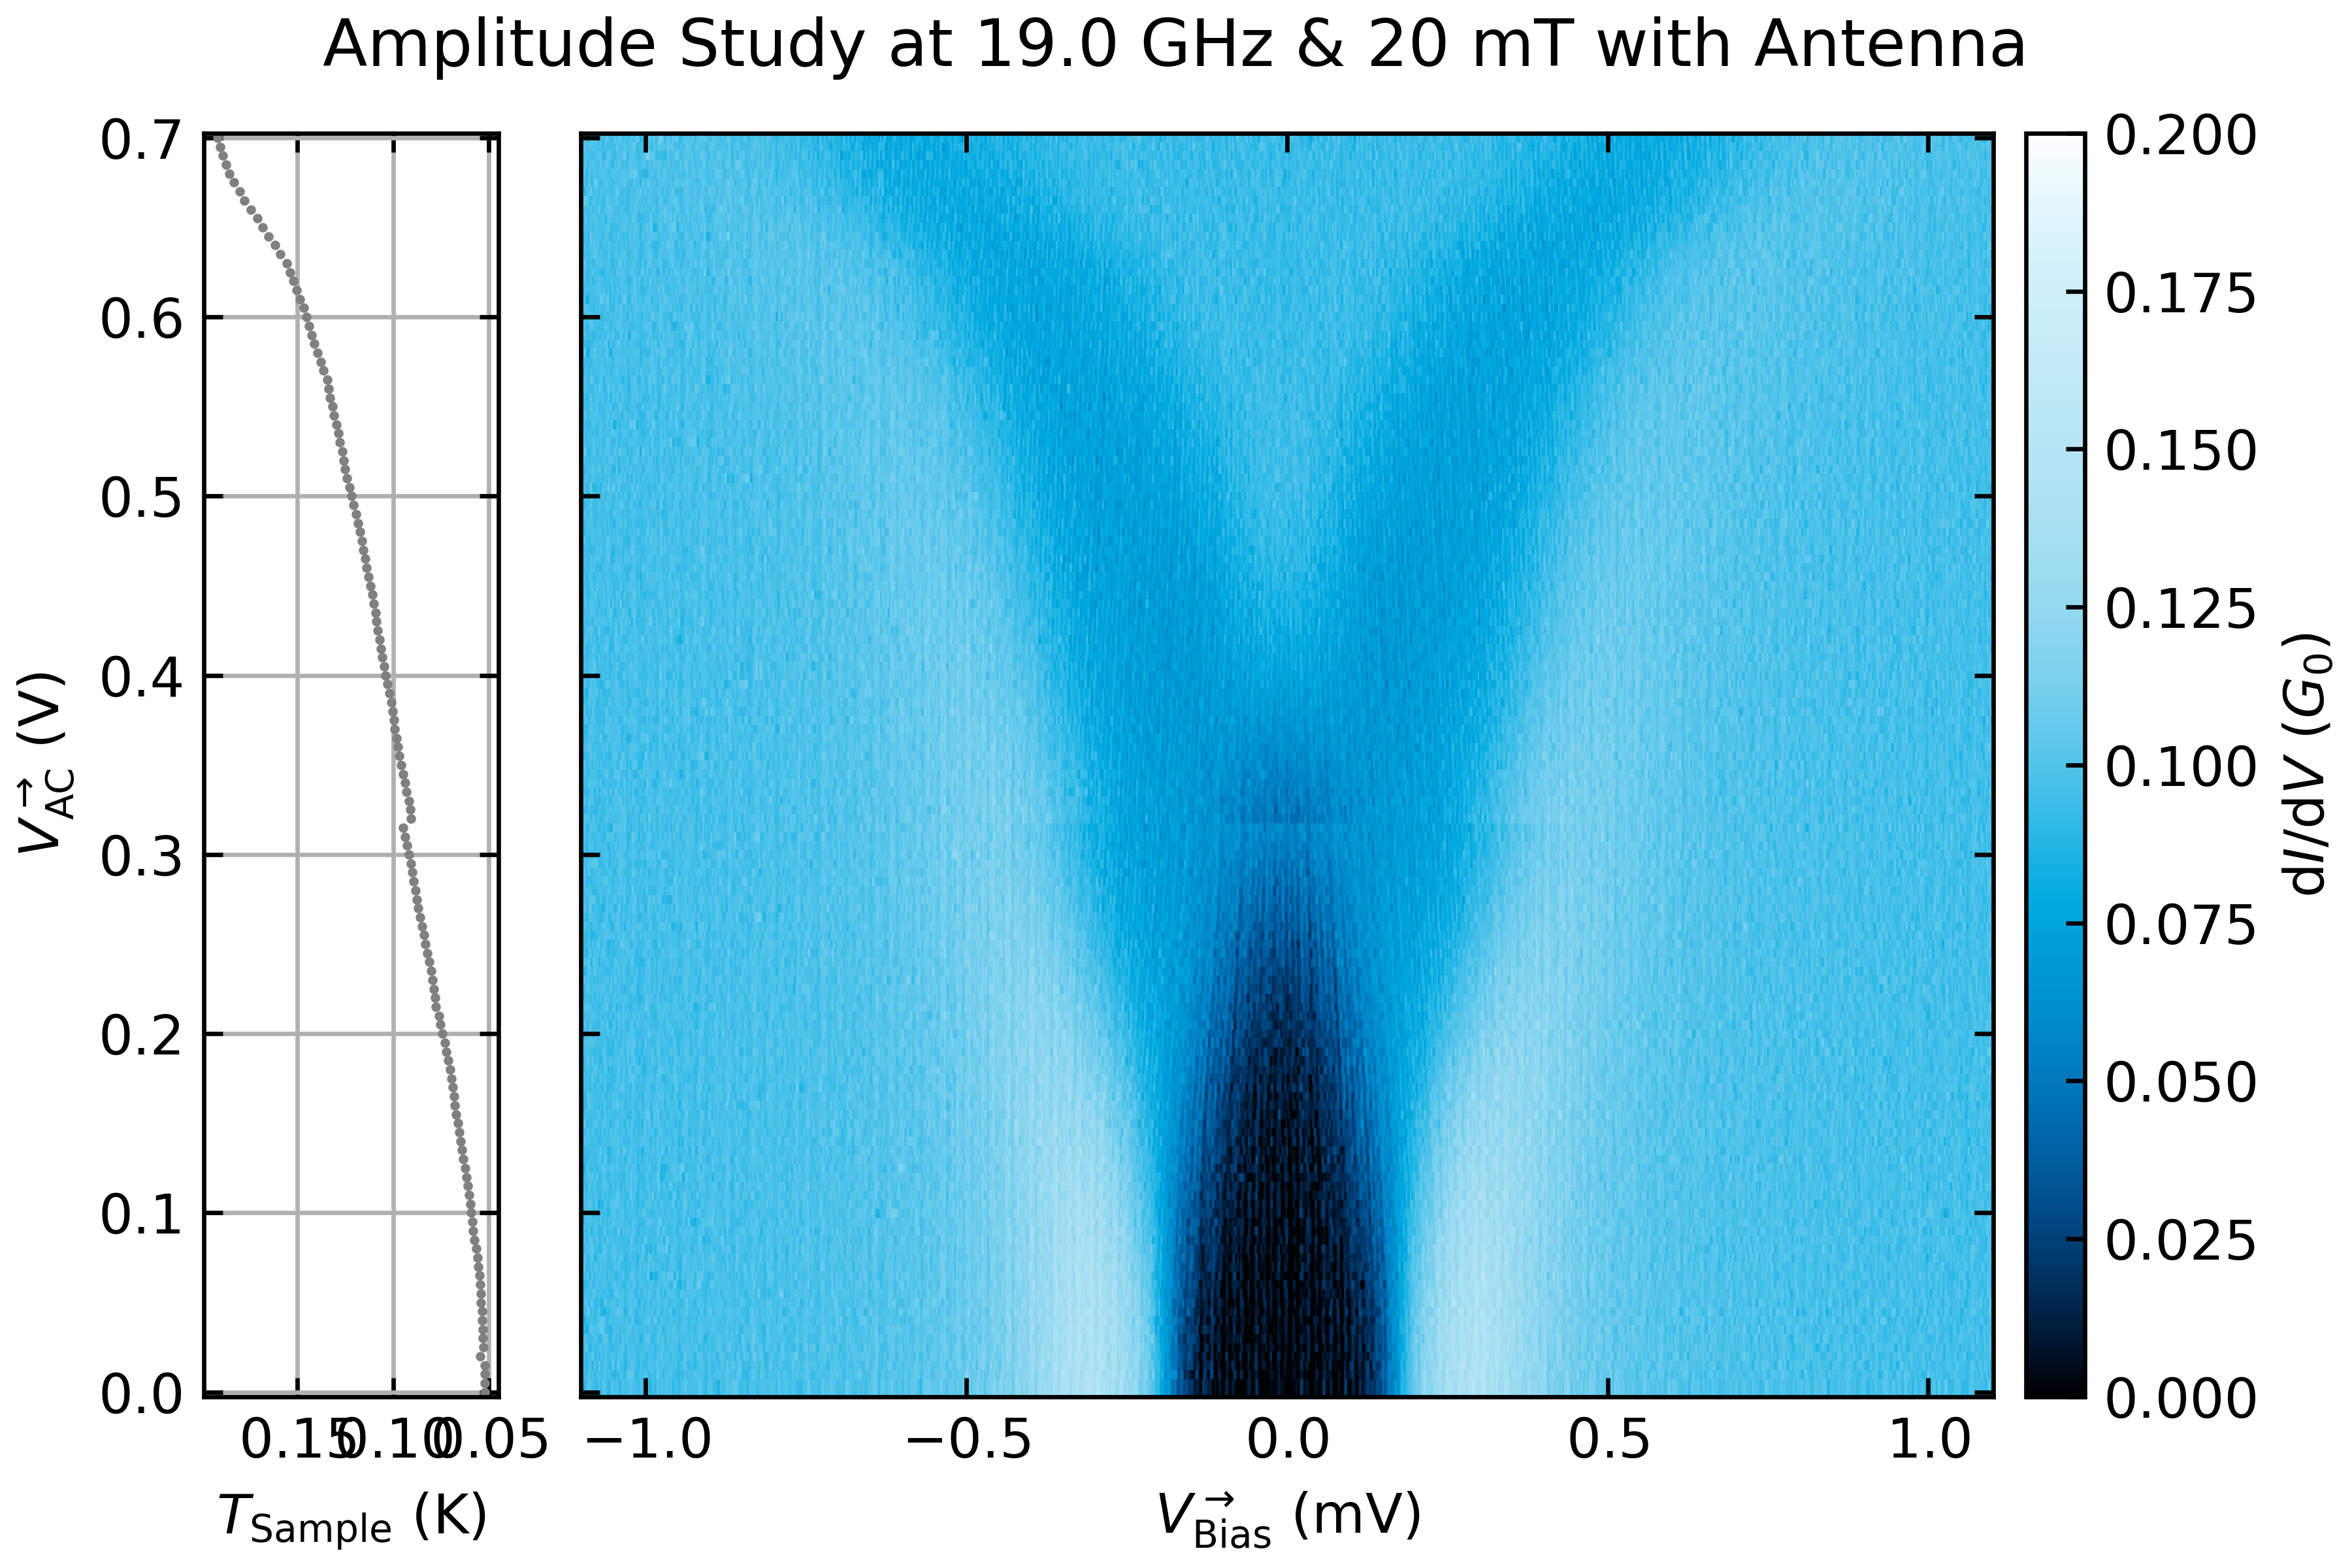 Amplitude Study at 19.0 GHz & 20 mT with Antenna
V→AC (V)
0.7
0.6
0.5
0.4
0.3
0.2
0.1
0.0
0.15 0.10 0.05
TSample (K)
−1.0 −0.5 0.0 0.5 1.0
V→Bias (mV)
0.200
0.175
0.150
0.125
0.100
0.075
0.050
0.025
0.000
dI/dV (G0)